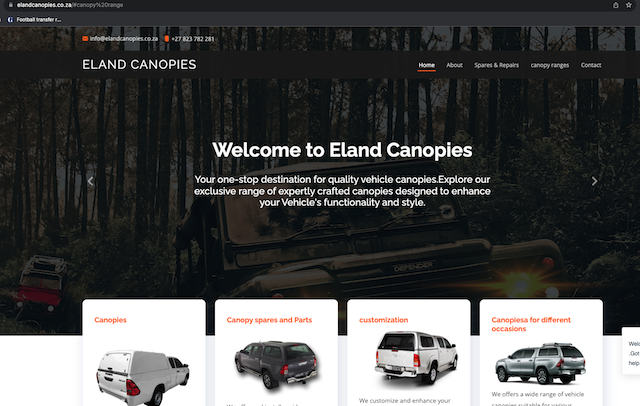 elandcanopies.co.za/#canopy%20range
Football transfer r...
info@elandcanopies.co.za +27 823 782 281
ELAND CANOPIES
Home About Spares & Repairs canopy ranges Contact
Welcome to Eland Canopies
Your one-stop destination for quality vehicle canopies.Explore our
exclusive range of expertly crafted canopies designed to enhance
your Vehicle's functionality and style.
DEFENDER
Canopies
Canopy spares and Parts
customization
Canopiesa for different
occasions
We customize and enhance your
We offers a wide range of vehicle
Welc
.Got
help.